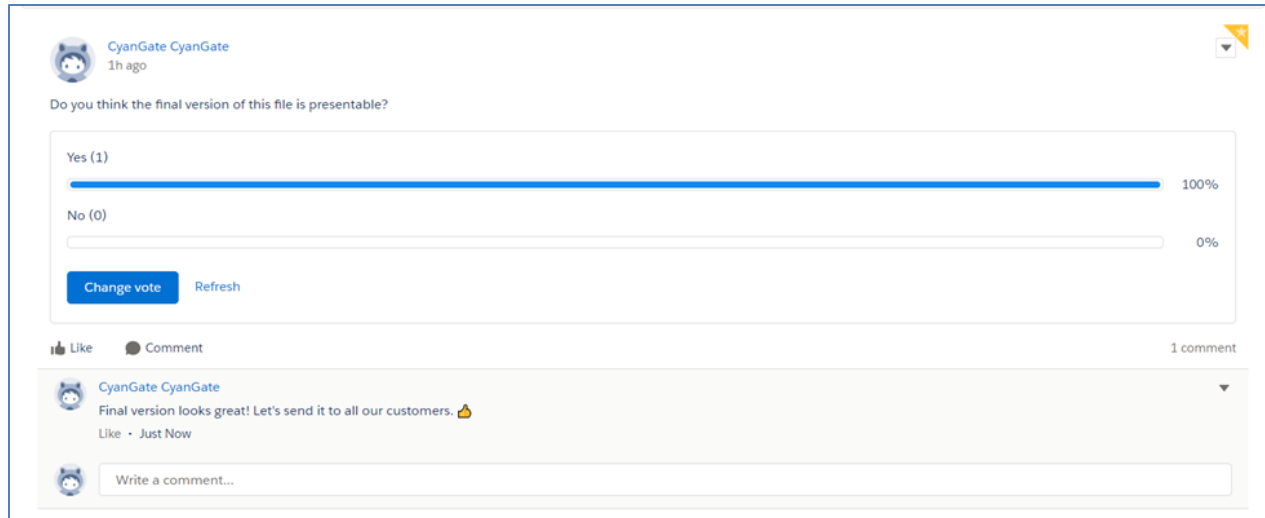 CyanGate CyanGate
1h ago
Do you think the final version of this file is presentable?
Yes (1)
100%
No (0)
0%
Change vote Refresh
Like Comment 1 comment
CyanGate CyanGate
Final version looks great! Let's send it to all our customers. 👍
Like • Just Now
Write a comment...